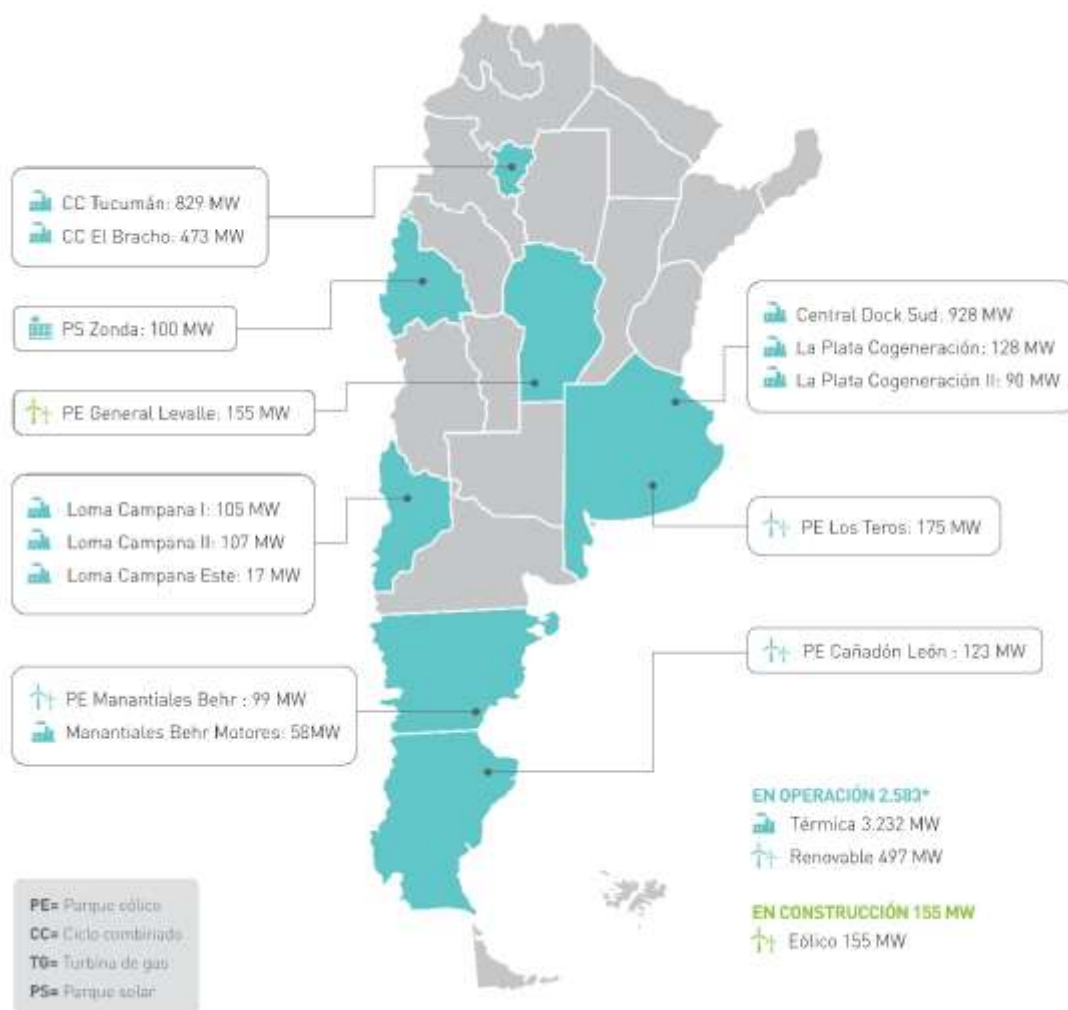 CC Tucumán: 829 MW
CC El Bracho: 473 MW
PS Zonda: 100 MW
PE General Levalle: 155 MW
Loma Campana I: 105 MW
Loma Campana II: 107 MW
Loma Campana Este: 17 MW
PE Manantiales Behr : 99 MW
Manantiales Behr Motores: 58MW
Central Dock Sud: 928 MW
La Plata Cogeneración: 128 MW
La Plata Cogeneración II: 90 MW
PE Los Teros: 175 MW
PE Cañadón León : 123 MW
EN OPERACIÓN 2.583*
Térmica 3.232 MW
Renovable 497 MW
EN CONSTRUCCIÓN 155 MW
Eólico 155 MW
PE= Parque eólico
CC= Ciclo combinado
TG= Turbina de gas
PS= Parque solar